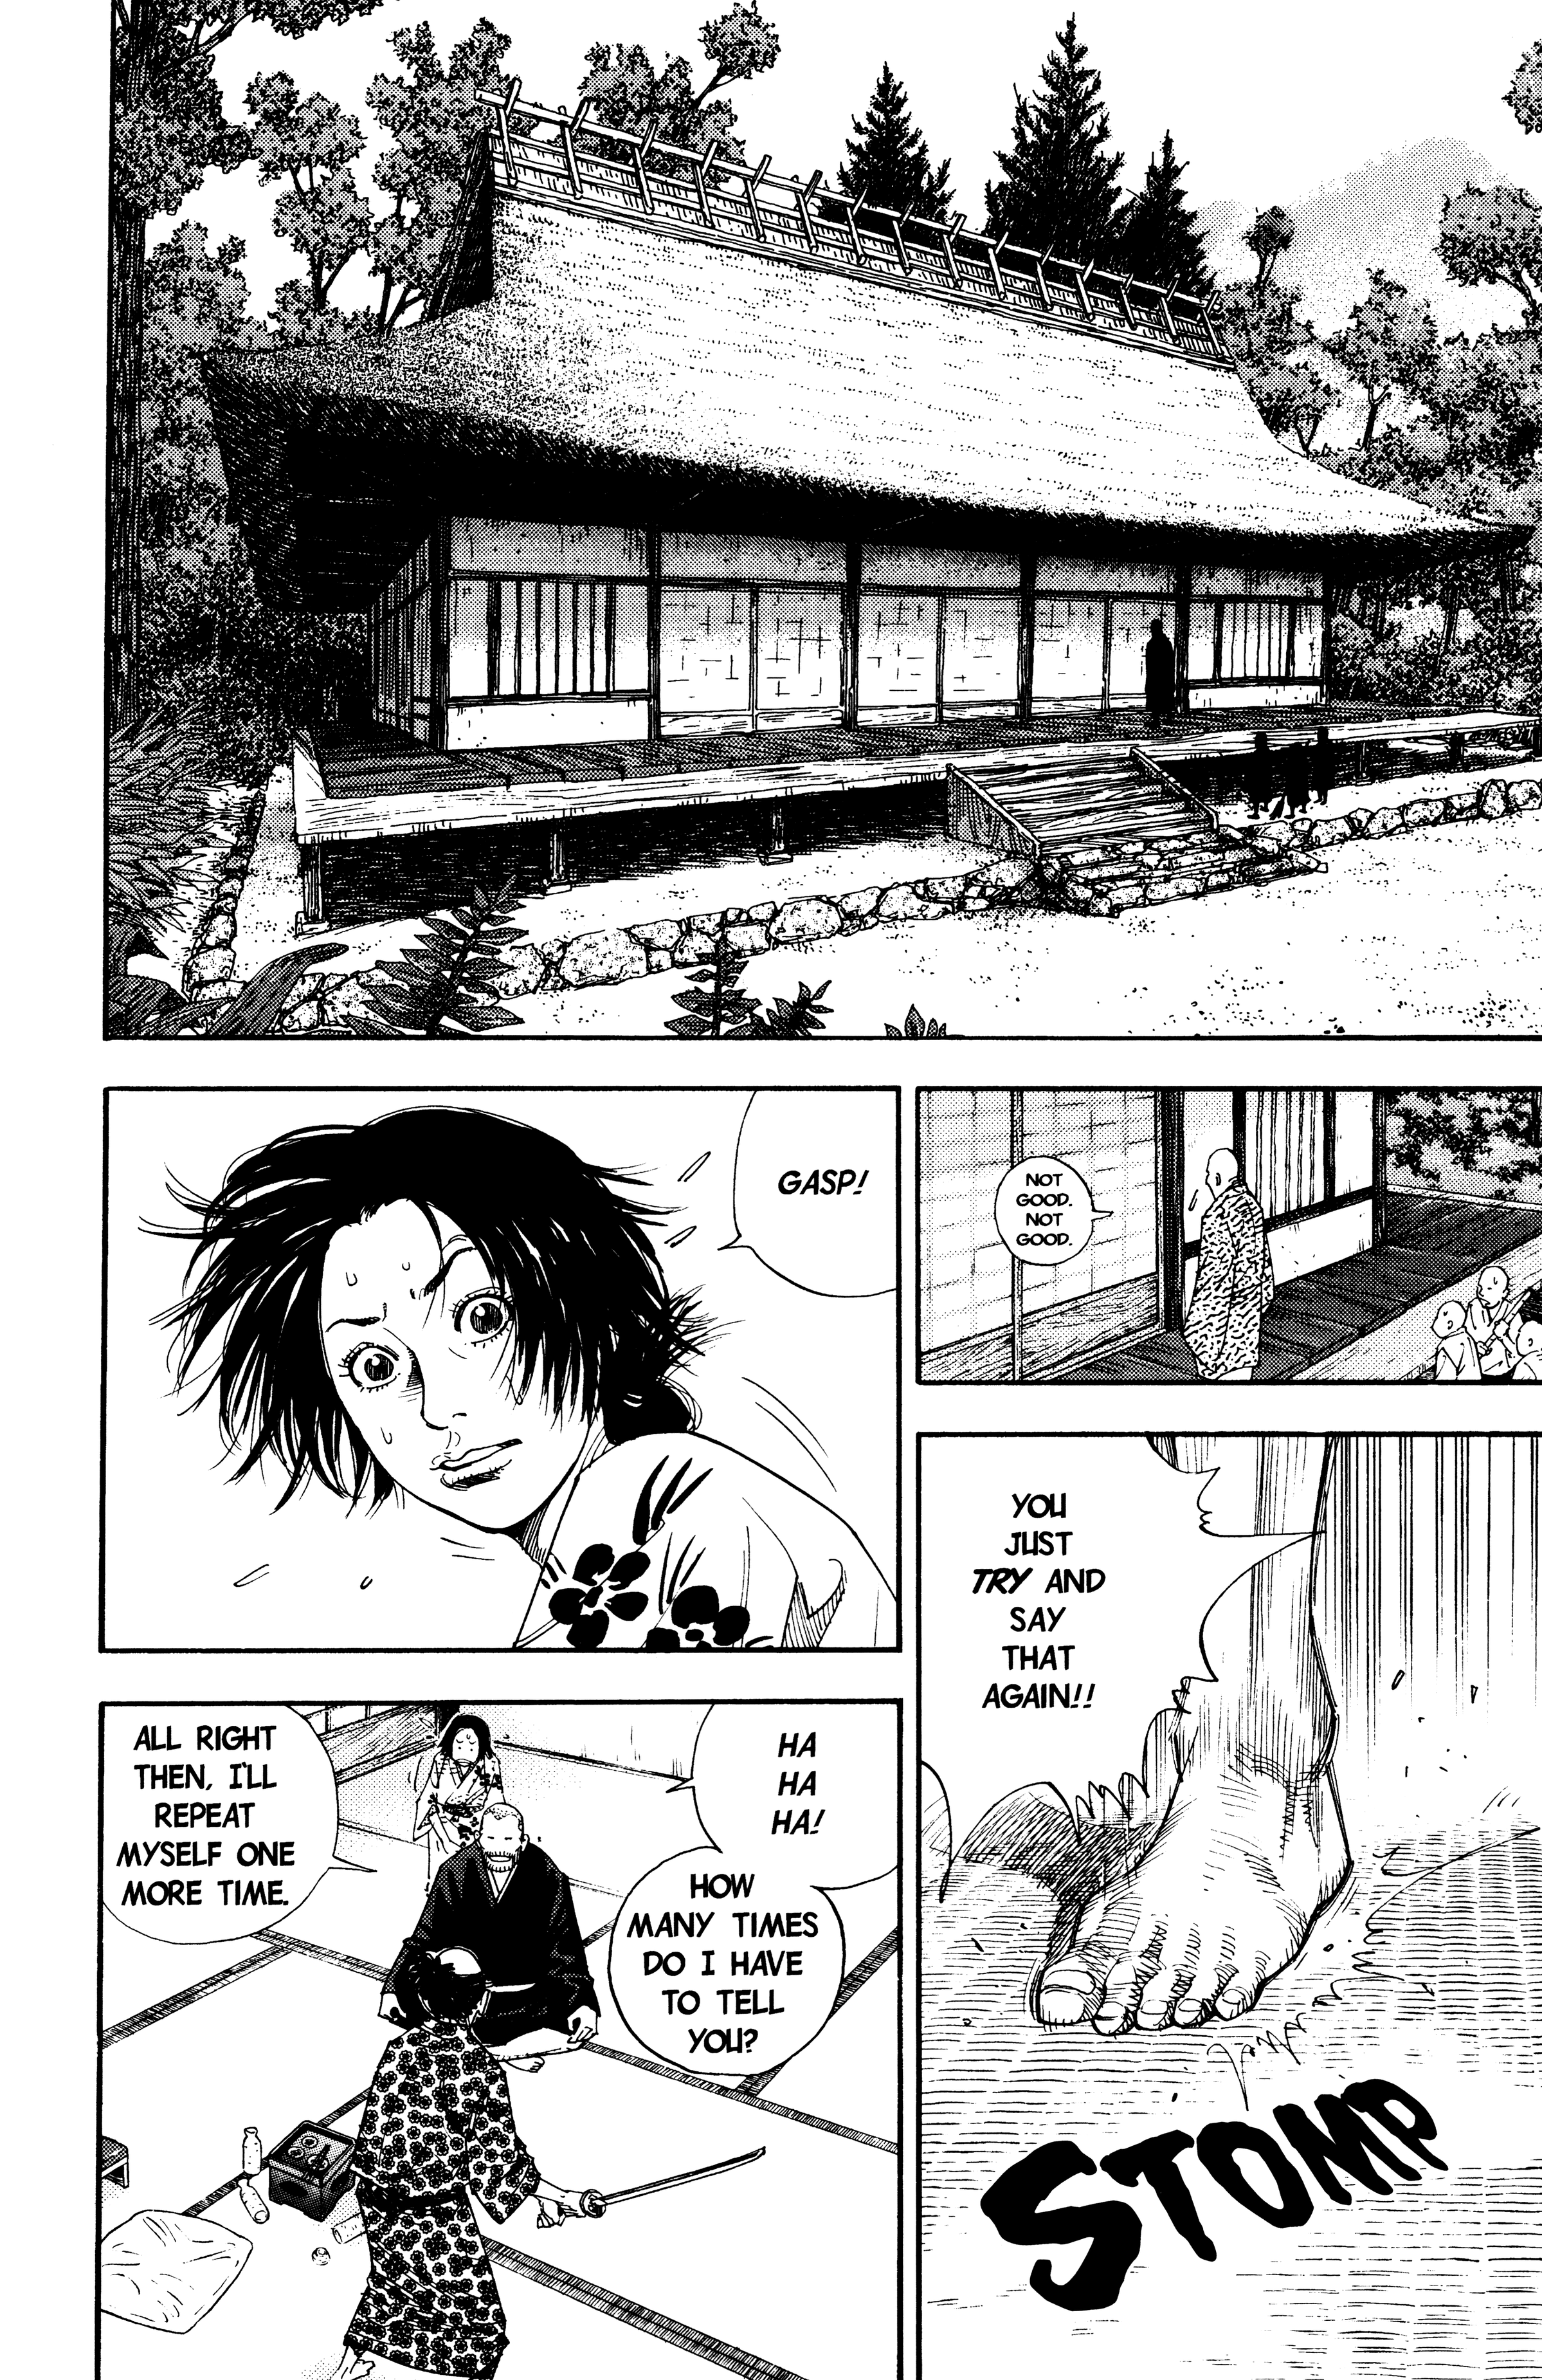 NOT
GOOD.
NOT
GOOD.
YOU
JUST
TRY AND
SAY
THAT
AGAIN!!
STOMP
GASP!
HA
HA
HA!
HOW
MANY TIMES
DO I HAVE
TO TELL
YOU?
ALL RIGHT
THEN, I'LL
REPEAT
MYSELF ONE
MORE TIME.